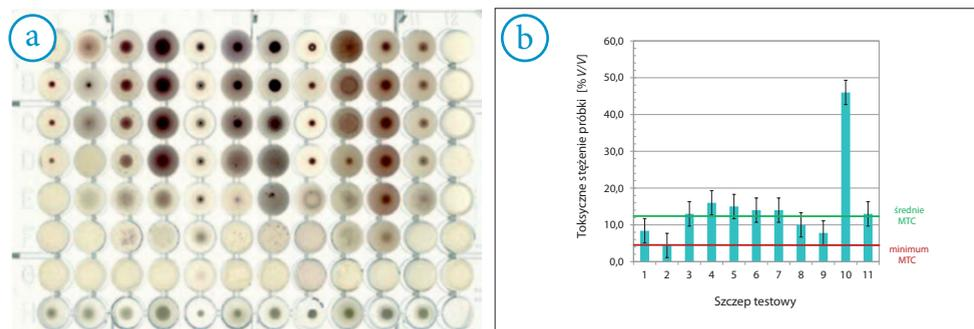 a
b
60,0
50,0
40,0
30,0
20,0
10,0
0,0
Toksyczne stężenie próbki [% V/V]
średnie
MTC
minimum
MTC
1 2 3 4 5 6 7 8 9 10 11
Szczep testowy